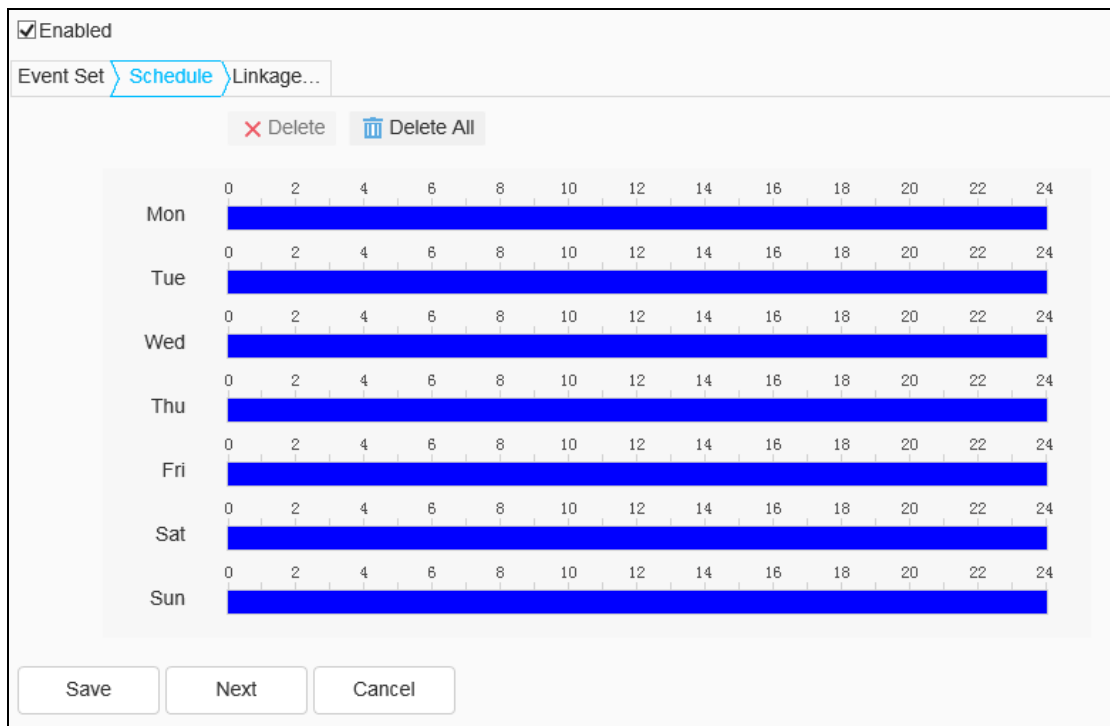 Enabled
Event Set Schedule Linkage...
Delete Delete All
0 2 4 6 8 10 12 14 16 18 20 22 24
Mon
0 2 4 6 8 10 12 14 16 18 20 22 24
Tue
0 2 4 6 8 10 12 14 16 18 20 22 24
Wed
0 2 4 6 8 10 12 14 16 18 20 22 24
Thu
0 2 4 6 8 10 12 14 16 18 20 22 24
Fri
0 2 4 6 8 10 12 14 16 18 20 22 24
Sat
0 2 4 6 8 10 12 14 16 18 20 22 24
Sun
Save Next Cancel